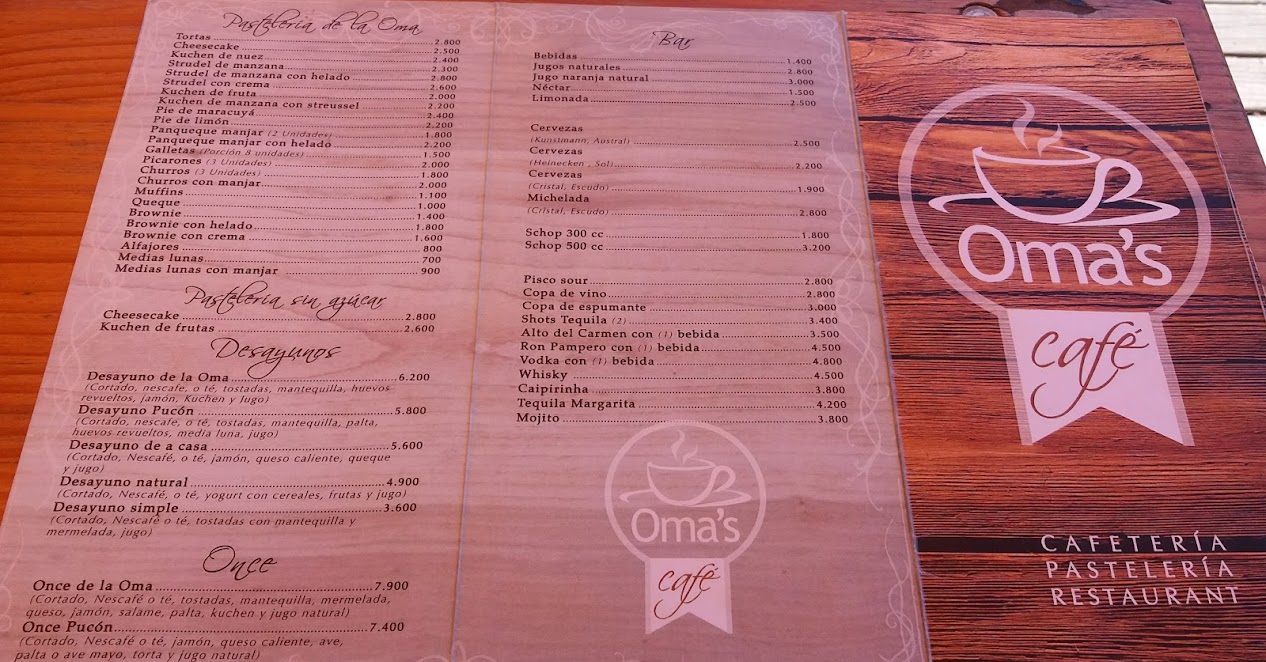 Pastelería de la Oma
Tortas 2.800
Cheesecake 2.500
Kuchen de nuez 2.400
Strudel de manzana 2.300
Strudel de manzana con helado 2.800
Strudel con crema 2.600
Kuchen de fruta 2.000
Kuchen de manzana con streussel 2.200
Pie de maracuyá 2.400
Pie de limón 2.200
Panqueque manjar (2 Unidades) 1.800
Panqueque manjar con helado 2.200
Galletas (Porción 8 unidades) 1.500
Picarones (3 Unidades) 2.000
Churros (3 Unidades) 1.800
Churros con manjar 2.000
Muffins 1.100
Queque 1.000
Brownie 1.400
Brownie con helado 1.800
Brownie con crema 1.600
Alfajores 800
Medias lunas 700
Medias lunas con manjar 900
Pastelería sin azúcar
Cheesecake 2.800
Kuchen de frutas 2.600
Desayunos
Desayuno de la Oma 6.200
(Cortado, nescafe, o té, tostadas, mantequilla, huevos
revueltos, jamón, Kuchen y Jugo)
Desayuno Pucón 5.800
(Cortado, nescafe, o té, tostadas, mantequilla, palta,
huevos revueltos, media luna, jugo)
Desayuno de a casa 5.600
(Cortado, Nescafé, o té, jamón, queso caliente, queque
y jugo)
Desayuno natural 4.900
(Cortado, Nescafé, o té, yogurt con cereales, frutas y jugo)
Desayuno simple 3.600
(Cortado, Nescafé o té, tostadas con mantequilla y
mermelada, jugo)
Once
Once de la Oma 7.900
(Cortado, Nescafé o té, tostadas, mantequilla, mermelada,
queso, jamón, salame, palta, kuchen y jugo natural)
Once Pucón 7.400
(Cortado, Nescafé o té, jamón, queso caliente, ave,
palta o ave mayo, torta y jugo natural)
Bar
Bebidas 1.400
Jugos naturales 2.800
Jugo naranja natural 3.000
Néctar 1.500
Limonada 2.500
Cervezas
(Kunstmann, Austral) 2.500
Cervezas
(Heinecken , Sol) 2.200
Cervezas
(Cristal, Escudo) 1.900
Michelada
(Cristal, Escudo) 2.800
Schop 300 cc 1.800
Schop 500 cc 3.200
Pisco sour 2.800
Copa de vino 2.800
Copa de espumante 3.000
Shots Tequila (2) 3.400
Alto del Carmen con (1) bebida 3.500
Ron Pampero con (1) bebida 4.500
Vodka con (1) bebida 4.800
Whisky 4.500
Caipirinha 3.800
Tequila Margarita 4.200
Mojito 3.800
Oma's
café
Oma's
café
CAFETERÍA
PASTELERÍA
RESTAURANT